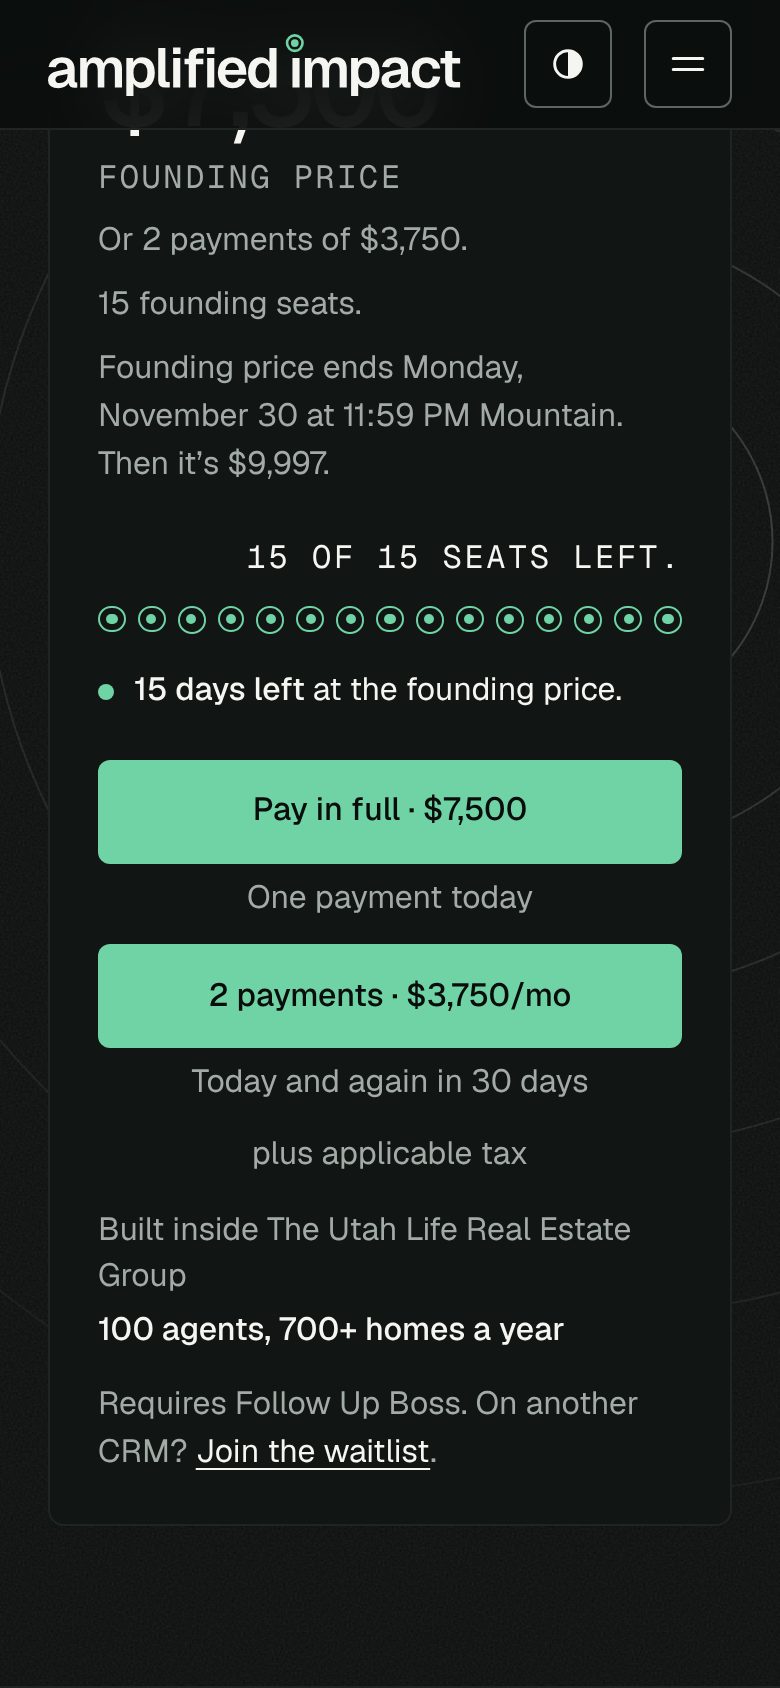 amplified impact
$7,500
FOUNDING PRICE
Or 2 payments of $3,750.
15 founding seats.
Founding price ends Monday,
November 30 at 11:59 PM Mountain.
Then it’s $9,997.
15 OF 15 SEATS LEFT.
15 days left at the founding price.
Pay in full · $7,500
One payment today
2 payments · $3,750/mo
Today and again in 30 days
plus applicable tax
Built inside The Utah Life Real Estate
Group
100 agents, 700+ homes a year
Requires Follow Up Boss. On another
CRM? Join the waitlist.